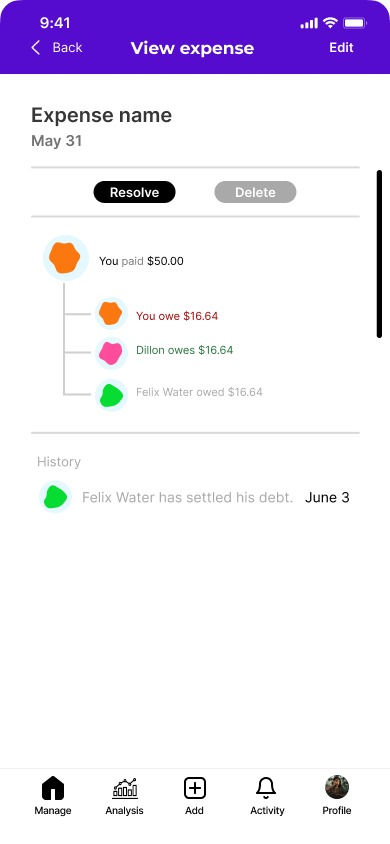 9:41
Back View expense Edit
Expense name
May 31
Resolve Delete
You paid $50.00
You owe $16.64
Dillon owes $16.64
Felix Water owed $16.64
History
Felix Water has settled his debt. June 3
Manage Analysis Add Activity Profile